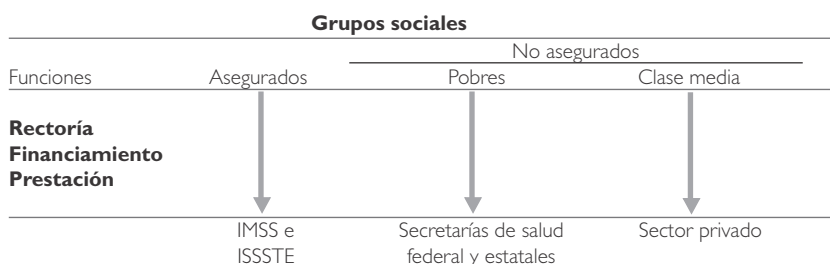 Grupos sociales
No asegurados
Funciones Asegurados Pobres Clase media
Rectoría
Financiamiento
Prestación
IMSS e Secretarías de salud Sector privado
ISSSTE federal y estatales